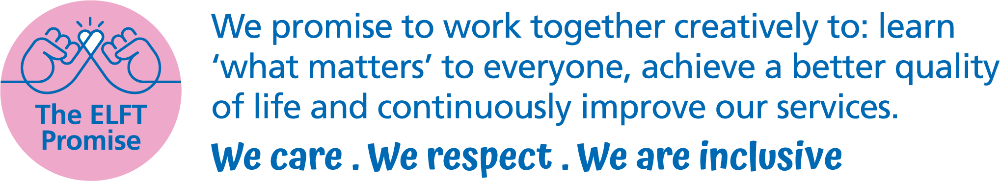 The ELFT
Promise
We promise to work together creatively to: learn
‘what matters’ to everyone, achieve a better quality
of life and continuously improve our services.
We care . We respect . We are inclusive